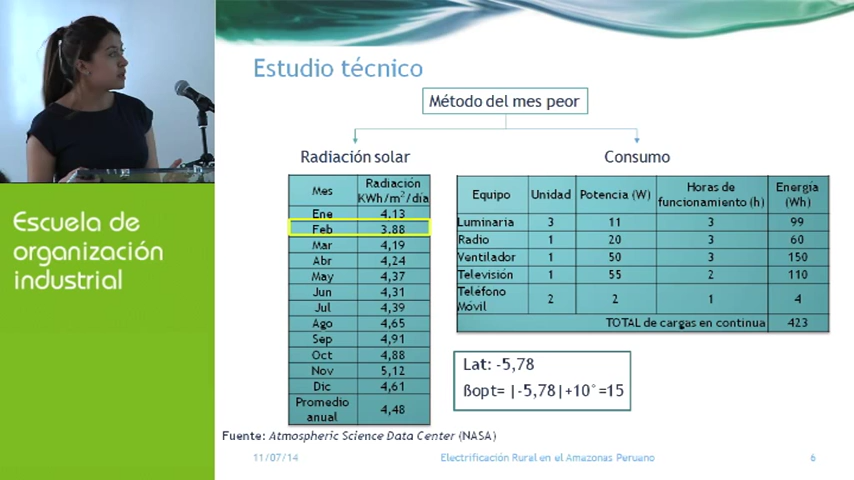 Escuela de
organización
industrial
Estudio técnico
Método del mes peor
Radiación solar
Mes Radiación KWh/m²/día
Ene 4.13
Feb 3.88
Mar 4,19
Abr 4,24
May 4,37
Jun 4,31
Jul 4,39
Ago 4,65
Sep 4,91
Oct 4,88
Nov 5,12
Dic 4,61
Promedio anual 4,48
Consumo
Equipo Unidad Potencia (W) Horas de funcionamiento (h) Energía (Wh)
Luminaria 3 11 3 99
Radio 1 20 3 60
Ventilador 1 50 3 150
Televisión 1 55 2 110
Teléfono Móvil 2 2 1 4
TOTAL de cargas en continua 423
Lat: -5,78
ßopt= |-5,78|+10°=15
Fuente: Atmospheric Science Data Center (NASA)
11/07/14 Electrificación Rural en el Amazonas Peruano 6